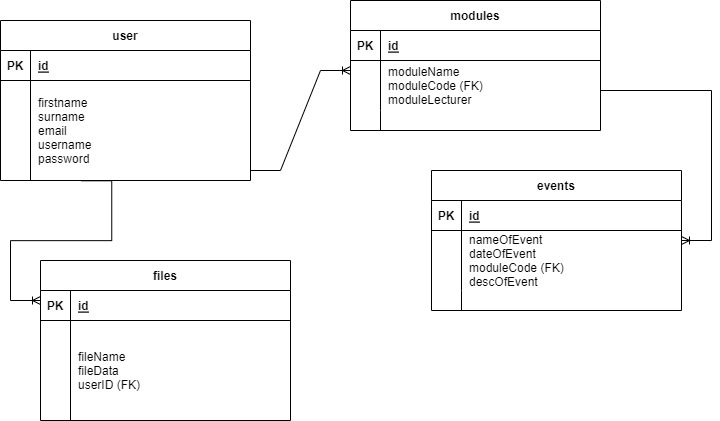 user
PK id
firstname
surname
email
username
password
modules
PK id
moduleName
moduleCode (FK)
moduleLecturer
events
PK id
nameOfEvent
dateOfEvent
moduleCode (FK)
descOfEvent
files
PK id
fileName
fileData
userID (FK)